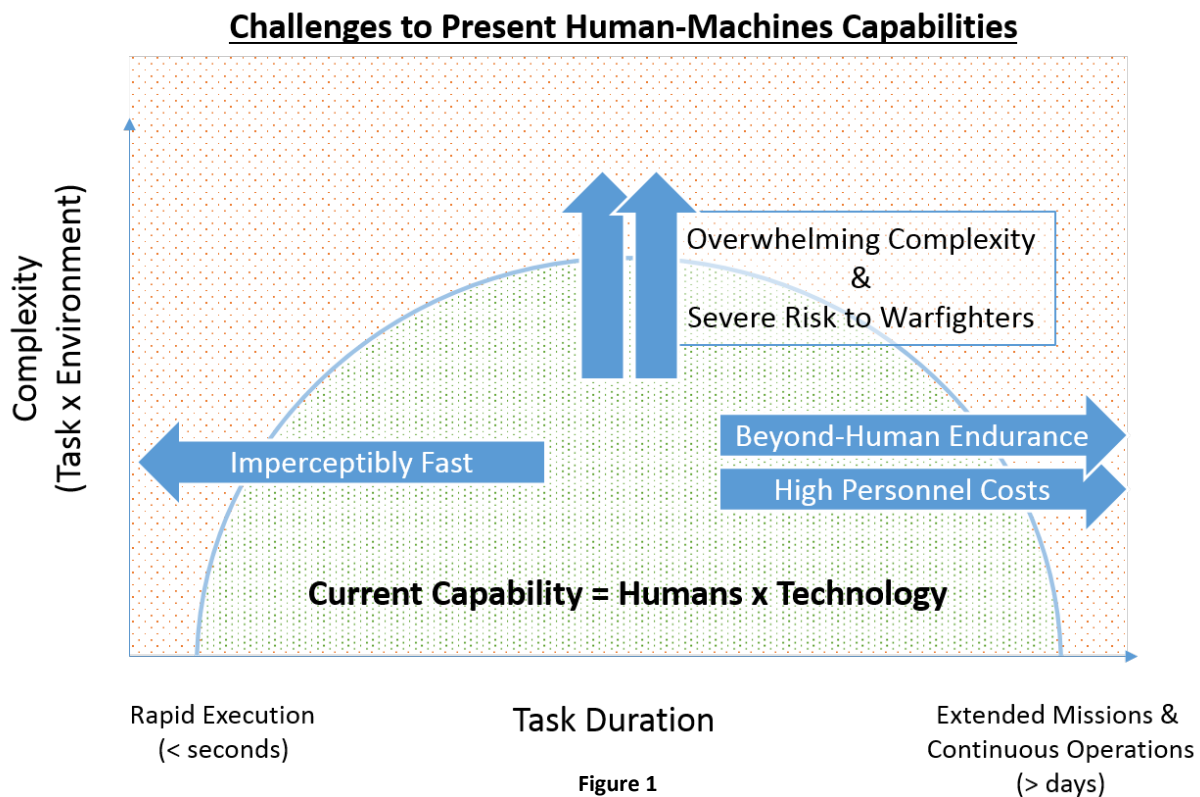 Challenges to Present Human-Machines Capabilities
Complexity
(Task x Environment)
Overwhelming Complexity
&
Severe Risk to Warfighters
Imperceptibly Fast
Beyond-Human Endurance
High Personnel Costs
Current Capability = Humans x Technology
Rapid Execution
(< seconds)
Task Duration
Extended Missions &
Continuous Operations
(> days)
Figure 1